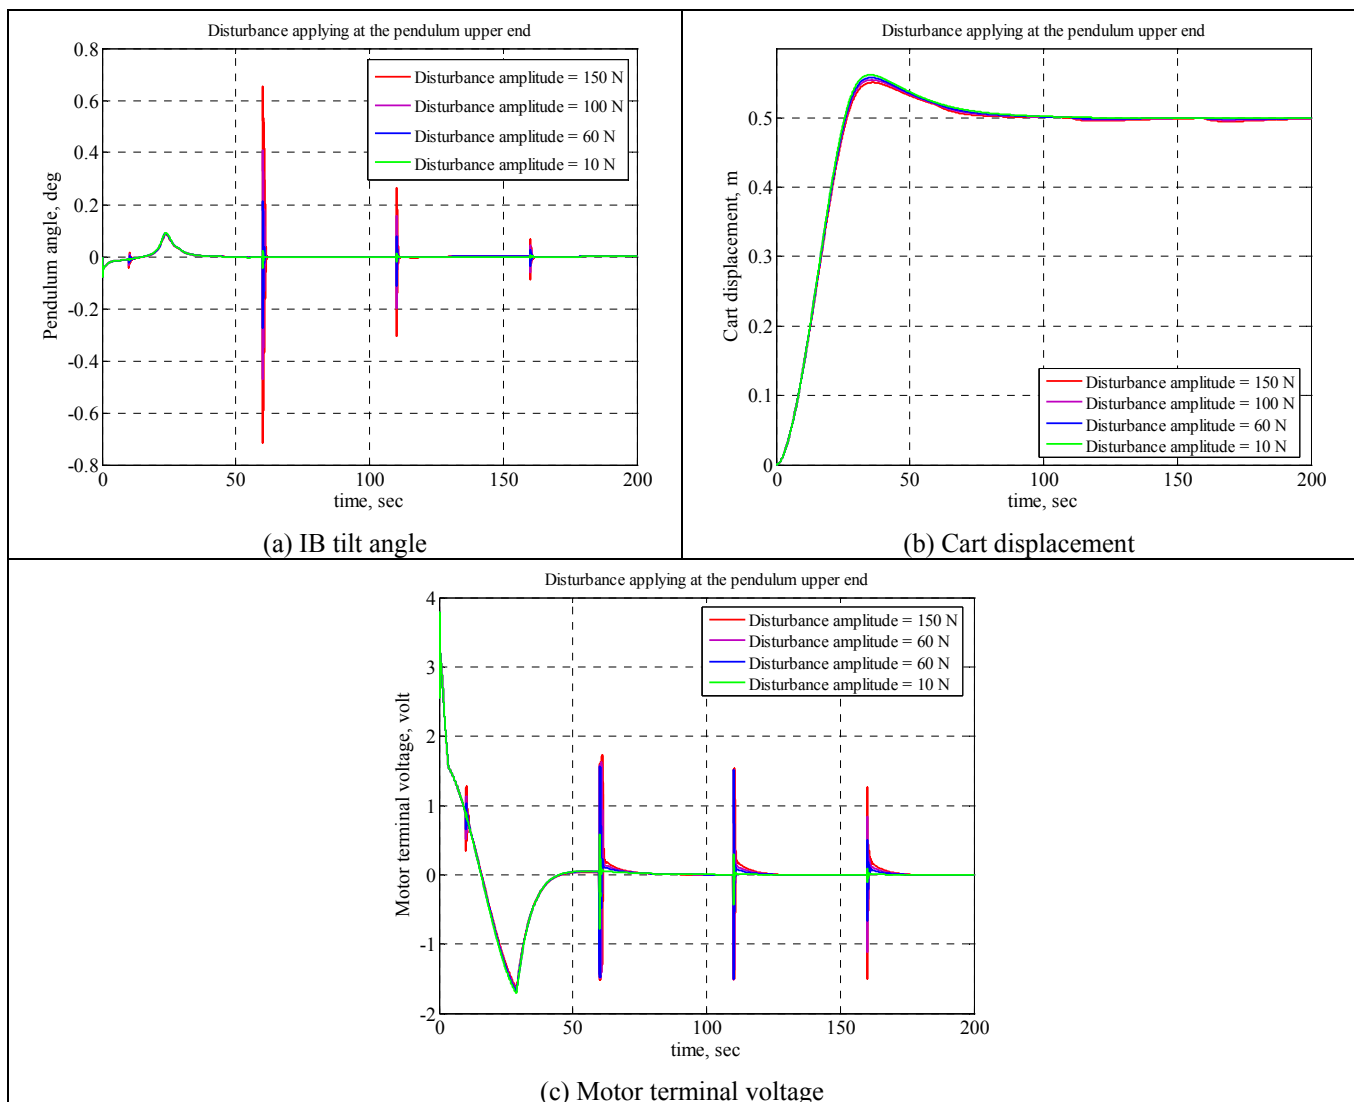 Disturbance applying at the pendulum upper end
0.8
0.6
0.4
0.2
0
-0.2
-0.4
-0.6
-0.8
Pendulum angle, deg
Disturbance amplitude = 150 N
Disturbance amplitude = 100 N
Disturbance amplitude = 60 N
Disturbance amplitude = 10 N
0 50 100 150 200
time, sec
(a) IB tilt angle
Disturbance applying at the pendulum upper end
0.5
0.4
0.3
0.2
0.1
0
Cart displacement, m
Disturbance amplitude = 150 N
Disturbance amplitude = 100 N
Disturbance amplitude = 60 N
Disturbance amplitude = 10 N
0 50 100 150 200
time, sec
(b) Cart displacement
Disturbance applying at the pendulum upper end
4
3
2
1
0
-1
-2
Motor terminal voltage, volt
Disturbance amplitude = 150 N
Disturbance amplitude = 60 N
Disturbance amplitude = 60 N
Disturbance amplitude = 10 N
0 50 100 150 200
time, sec
(c) Motor terminal voltage